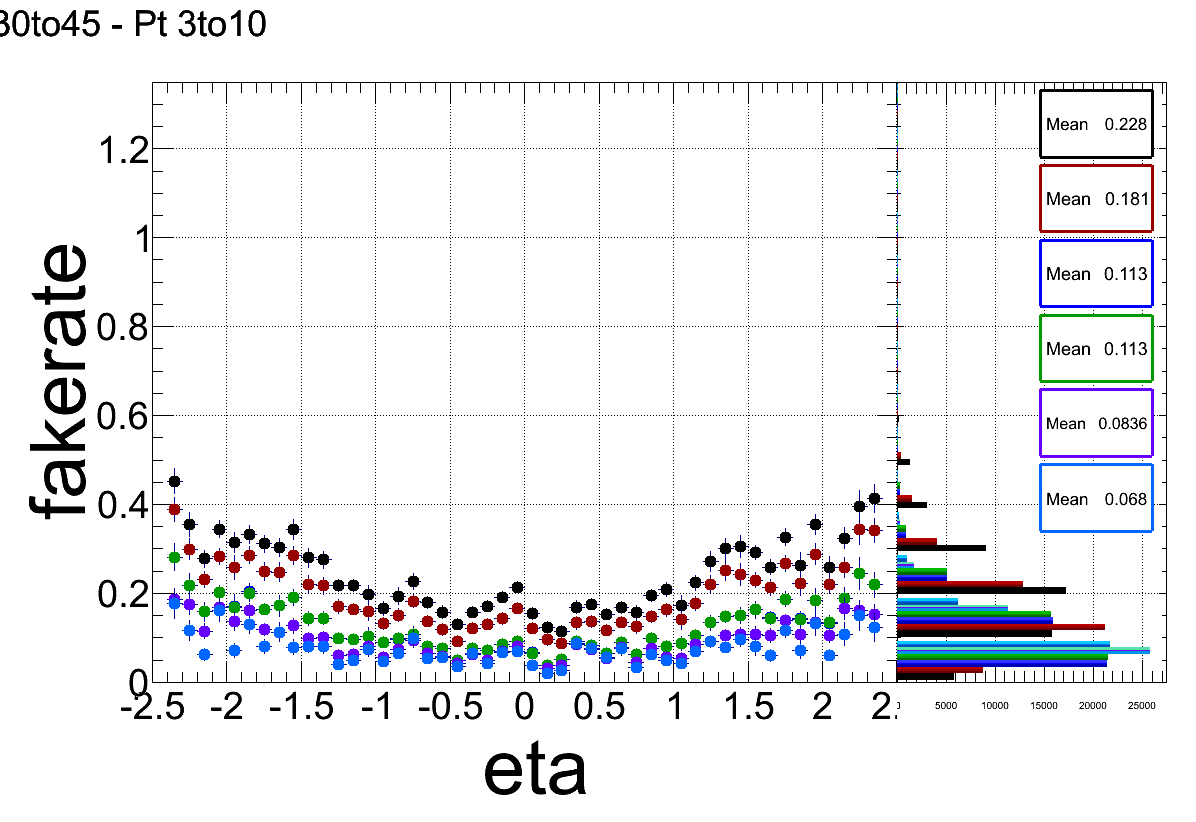 30to45 - Pt 3to10
fakerate
1.2
1
0.8
0.6
0.4
0.2
0
-2.5 -2 -1.5 -1 -0.5 0 0.5 1 1.5 2 2.
eta
5000 10000 15000 20000 25000
Mean 0.228
Mean 0.181
Mean 0.113
Mean 0.113
Mean 0.0836
Mean 0.068